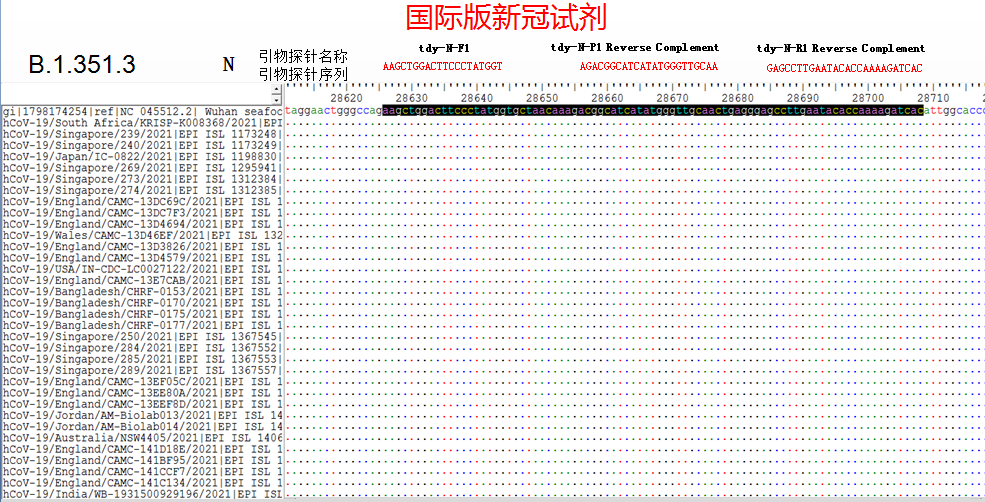 国际版新冠试剂
B.1.351.3 N 引物探针名称 tdy-N-F1 tdy-N-P1 Reverse Complement tdy-N-R1 Reverse Complement
引物探针序列 AAGCTGGACTTCCCTATGGT AGACGGCATCATATGGGTTGCAA GAGCCTTGAATACACCAAAAGATCAC
28620 28630 28640 28650 28660 28670 28680 28690 28700 28710
gi|1798174254|ref|NC 045512.2| Wuhan seafoo taggaactgggccagaagctggacttccctatggtgctaacaaagacggcatcatatgggttgcaactgagggagccttgaatacaccaaaagatcacattggcaccc
hCoV-19/South Africa/KRISP-K008368/2021|EPI
hCoV-19/Singapore/239/2021|EPI ISL 1173248|
hCoV-19/Singapore/240/2021|EPI ISL 1173249|
hCoV-19/Japan/IC-0822/2021|EPI ISL 1198830|
hCoV-19/Singapore/269/2021|EPI ISL 1295941|
hCoV-19/Singapore/273/2021|EPI ISL 1312384|
hCoV-19/Singapore/274/2021|EPI ISL 1312385|
hCoV-19/England/CAMC-13DC69C/2021|EPI ISL 1
hCoV-19/England/CAMC-13DC7F3/2021|EPI ISL 1
hCoV-19/England/CAMC-13D4694/2021|EPI ISL 1
hCoV-19/Wales/CAMC-13D46EF/2021|EPI ISL 132
hCoV-19/England/CAMC-13D3826/2021|EPI ISL 1
hCoV-19/England/CAMC-13D4579/2021|EPI ISL 1
hCoV-19/USA/IN-CDC-LC0027122/2021|EPI ISL 1
hCoV-19/England/CAMC-13E7CAB/2021|EPI ISL 1
hCoV-19/Bangladesh/CHRF-0153/2021|EPI ISL 1
hCoV-19/Bangladesh/CHRF-0170/2021|EPI ISL 1
hCoV-19/Bangladesh/CHRF-0175/2021|EPI ISL 1
hCoV-19/Bangladesh/CHRF-0177/2021|EPI ISL 1
hCoV-19/Singapore/250/2021|EPI ISL 1367545|
hCoV-19/Singapore/284/2021|EPI ISL 1367552|
hCoV-19/Singapore/285/2021|EPI ISL 1367553|
hCoV-19/Singapore/289/2021|EPI ISL 1367557|
hCoV-19/England/CAMC-13EF05C/2021|EPI ISL 1
hCoV-19/England/CAMC-13EE80A/2021|EPI ISL 1
hCoV-19/England/CAMC-13EEF8D/2021|EPI ISL 1
hCoV-19/Jordan/AM-Biolab013/2021|EPI ISL 14
hCoV-19/Jordan/AM-Biolab014/2021|EPI ISL 14
hCoV-19/Australia/NSW4405/2021|EPI ISL 1406
hCoV-19/England/CAMC-141D18E/2021|EPI ISL 1
hCoV-19/England/CAMC-141BF95/2021|EPI ISL 1
hCoV-19/England/CAMC-141CCF7/2021|EPI ISL 1
hCoV-19/England/CAMC-141C134/2021|EPI ISL 1
hCoV-19/India/WB-1931500929196/2021|EPI ISL